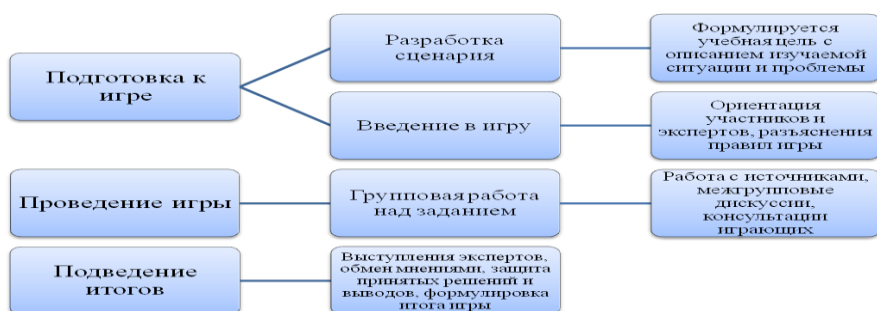 Подготовка к
игре
Разработка
сценария
Формулируется
учебная цель с
описанием изучаемой
ситуации и проблемы
Введение в игру
Ориентация
участников и
экспертов, разъяснения
правил игры
Проведение игры
Групповая работа
над заданием
Работа с источниками,
межгрупповые
дискуссии,
консультации
играющих
Подведение
итогов
Выступления экспертов,
обмен мнениями, защита
принятых решений и
выводов, формулировка
итога игры